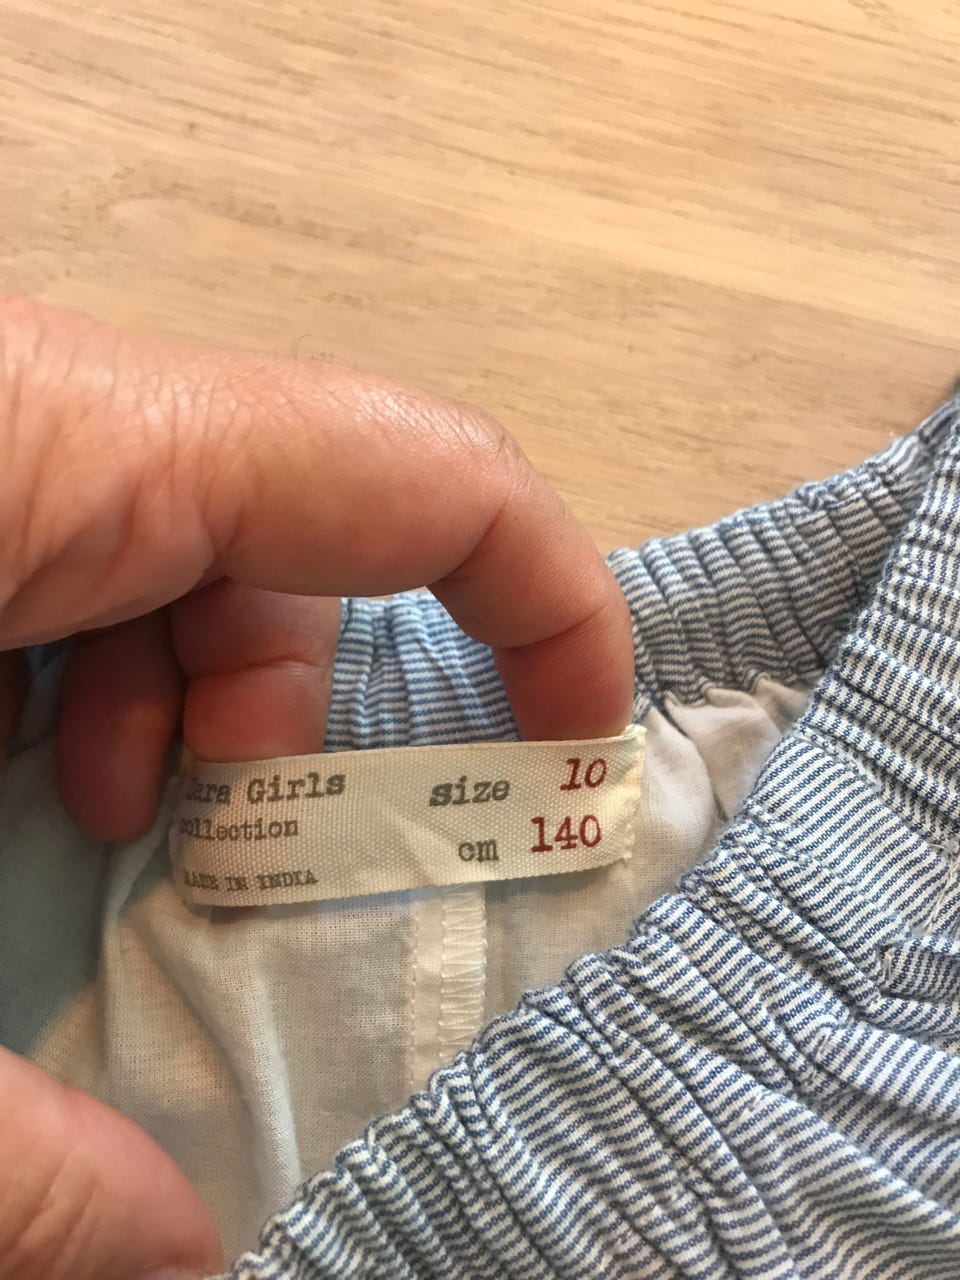 Zara Girls size 10
collection cm 140
MADE IN INDIA